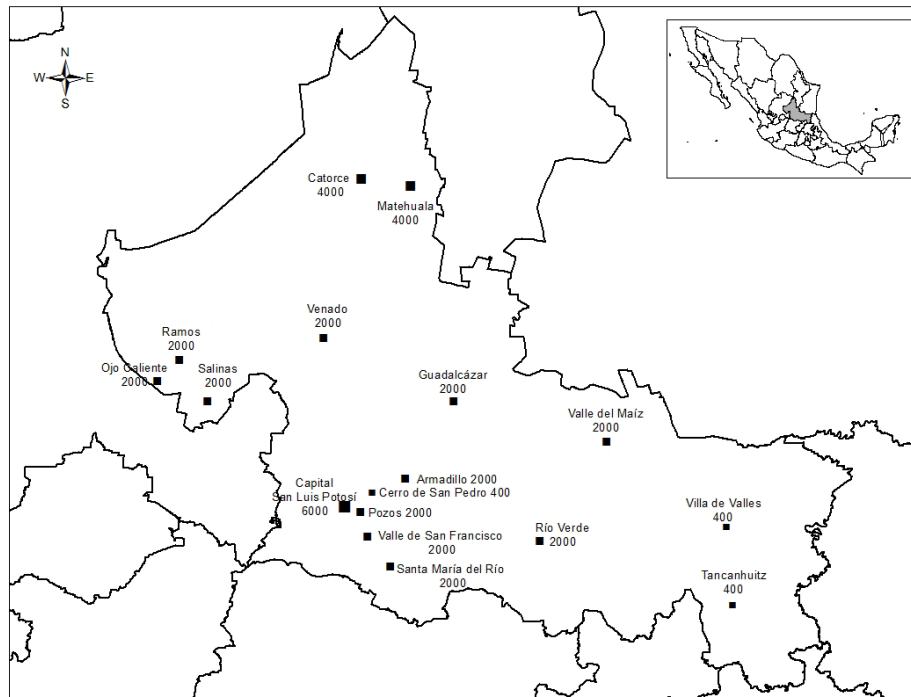 N
W E
S
Catorce
4000
Matehuala
4000
Venado
2000
Ramos
2000
Ojo Caliente
2000
Salinas
2000
Guadalcázar
2000
Valle del Maíz
2000
Armadillo 2000
Cerro de San Pedro 400
Capital
San Luis Potosí
6000
Pozos 2000
Valle de San Francisco
2000
Río Verde
2000
Villa de Valles
400
Santa María del Río
2000
Tancanhuitz
400